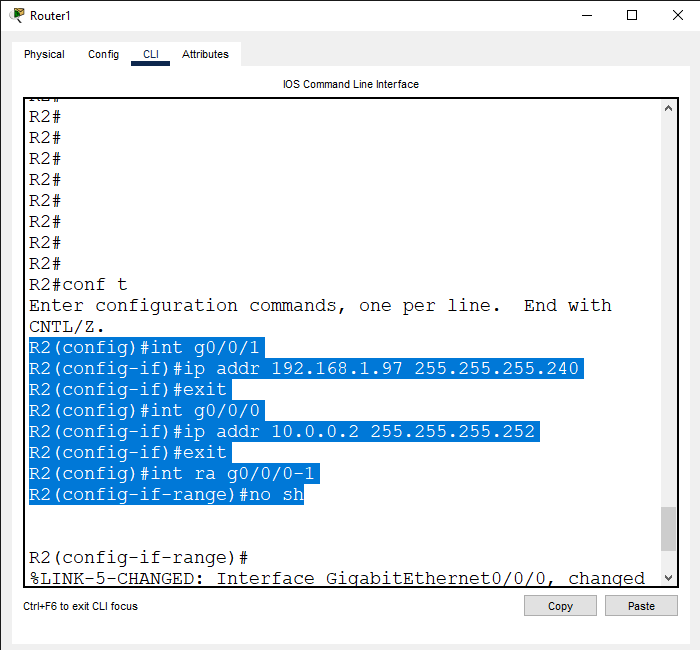 Router1
Physical Config CLI Attributes
IOS Command Line Interface
R2#
R2#
R2#
R2#
R2#
R2#
R2#
R2#
R2#
R2#conf t
Enter configuration commands, one per line.  End with
CNTL/Z.
R2(config)#int g0/0/1
R2(config-if)#ip addr 192.168.1.97 255.255.255.240
R2(config-if)#exit
R2(config)#int g0/0/0
R2(config-if)#ip addr 10.0.0.2 255.255.255.252
R2(config-if)#exit
R2(config)#int ra g0/0/0-1
R2(config-if-range)#no sh
R2(config-if-range)#
%LINK-5-CHANGED: Interface GigabitEthernet0/0/0, changed
Ctrl+F6 to exit CLI focus
Copy
Paste